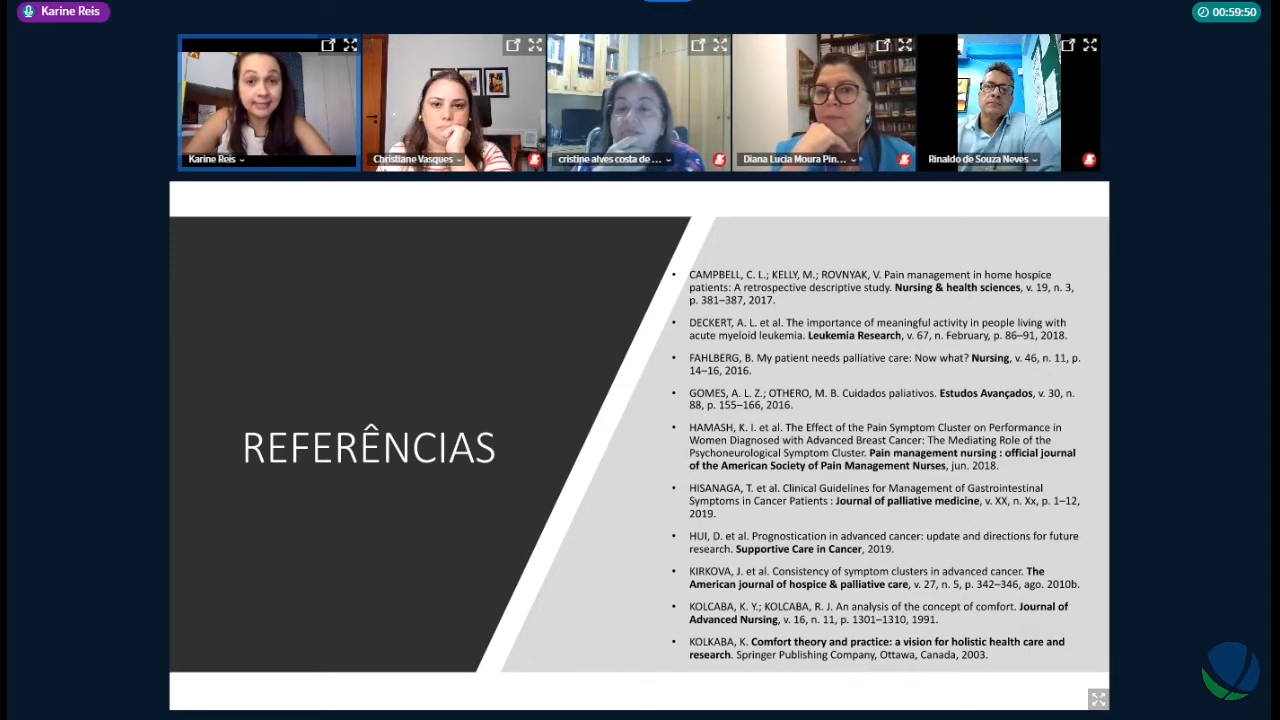 Karine Reis
00:59:50
Karine Reis
Christiane Vasques
cristine alves costa de ...
Diana Lucia Moura Pin...
Rinaldo de Souza Neves
REFERÊNCIAS
• CAMPBELL, C. L.; KELLY, M.; ROVNYAK, V. Pain management in home hospice
patients: A retrospective descriptive study. Nursing & health sciences, v. 19, n. 3,
p. 381–387, 2017.
• DECKERT, A. L. et al. The importance of meaningful activity in people living with
acute myeloid leukemia. Leukemia Research, v. 67, n. February, p. 86–91, 2018.
• FAHLBERG, B. My patient needs palliative care: Now what? Nursing, v. 46, n. 11, p.
14–16, 2016.
• GOMES, A. L. Z.; OTHERO, M. B. Cuidados paliativos. Estudos Avançados, v. 30, n.
88, p. 155–166, 2016.
• HAMASH, K. I. et al. The Effect of the Pain Symptom Cluster on Performance in
Women Diagnosed with Advanced Breast Cancer: The Mediating Role of the
Psychoneurological Symptom Cluster. Pain management nursing : official journal
of the American Society of Pain Management Nurses, jun. 2018.
• HISANAGA, T. et al. Clinical Guidelines for Management of Gastrointestinal
Symptoms in Cancer Patients : Journal of palliative medicine, v. XX, n. Xx, p. 1–12,
2019.
• HUI, D. et al. Prognostication in advanced cancer: update and directions for future
research. Supportive Care in Cancer, 2019.
• KIRKOVA, J. et al. Consistency of symptom clusters in advanced cancer. The
American journal of hospice & palliative care, v. 27, n. 5, p. 342–346, ago. 2010b.
• KOLCABA, K. Y.; KOLCABA, R. J. An analysis of the concept of comfort. Journal of
Advanced Nursing, v. 16, n. 11, p. 1301–1310, 1991.
• KOLKABA, K. Comfort theory and practice: a vision for holistic health care and
research. Springer Publishing Company, Ottawa, Canada, 2003.